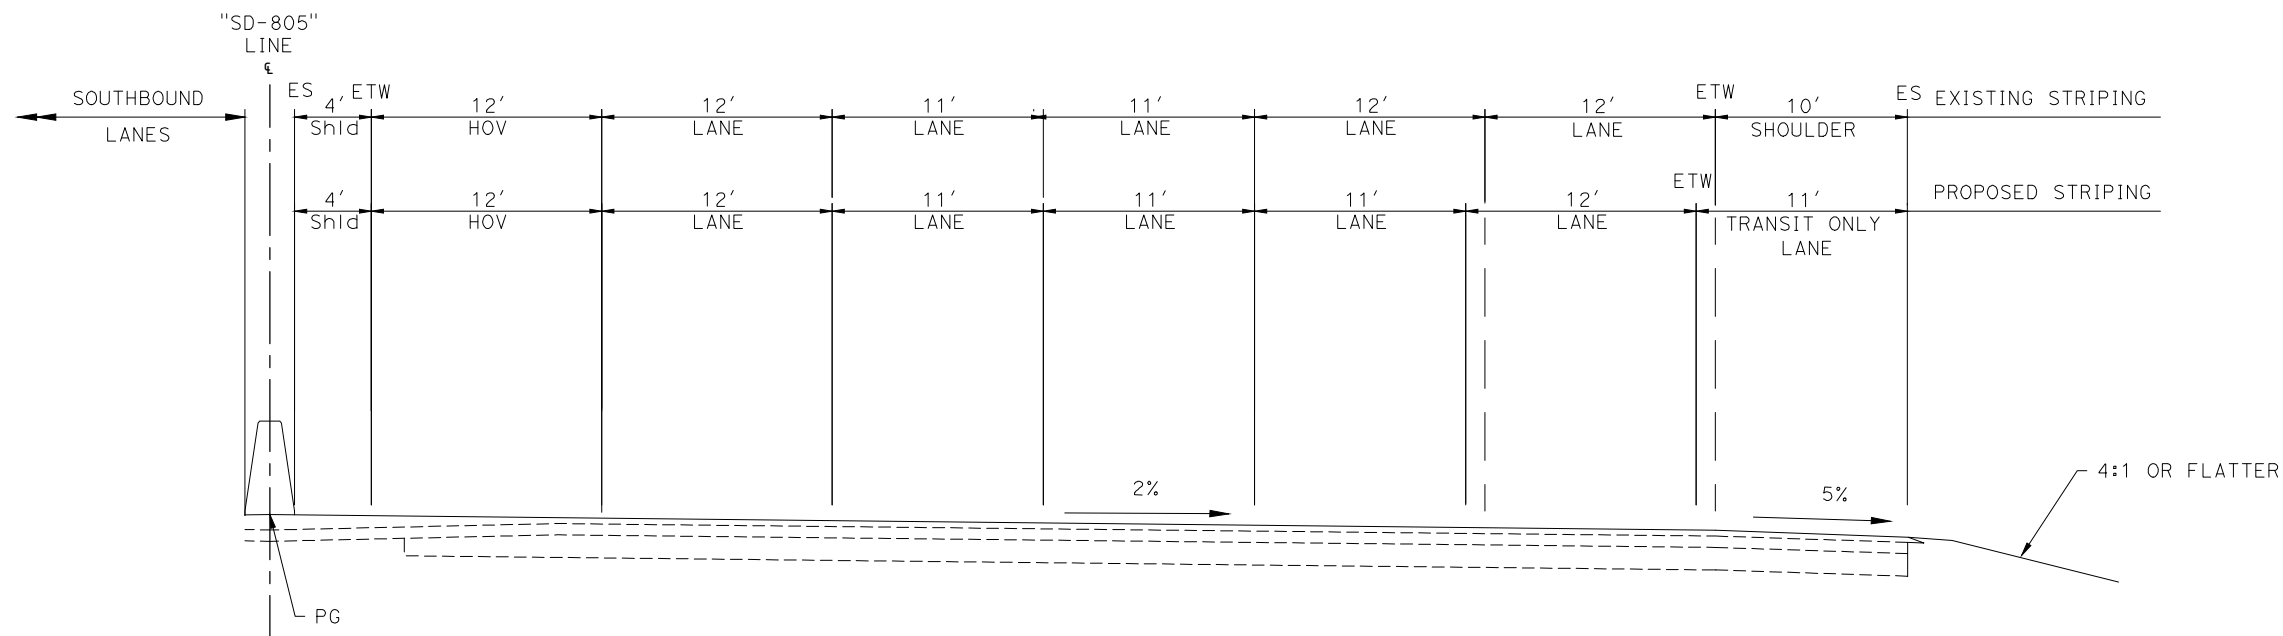 "SD-805"
LINE
℄
SOUTHBOUND
LANES
ES
4'
Shld
ETW
12'
HOV
12'
LANE
11'
LANE
11'
LANE
12'
LANE
12'
LANE
ETW
10'
SHOULDER
ES
EXISTING STRIPING
4'
Shld
12'
HOV
12'
LANE
11'
LANE
11'
LANE
11'
LANE
12'
LANE
ETW
11'
TRANSIT ONLY
LANE
PROPOSED STRIPING
2%
5%
4:1 OR FLATTER
PG